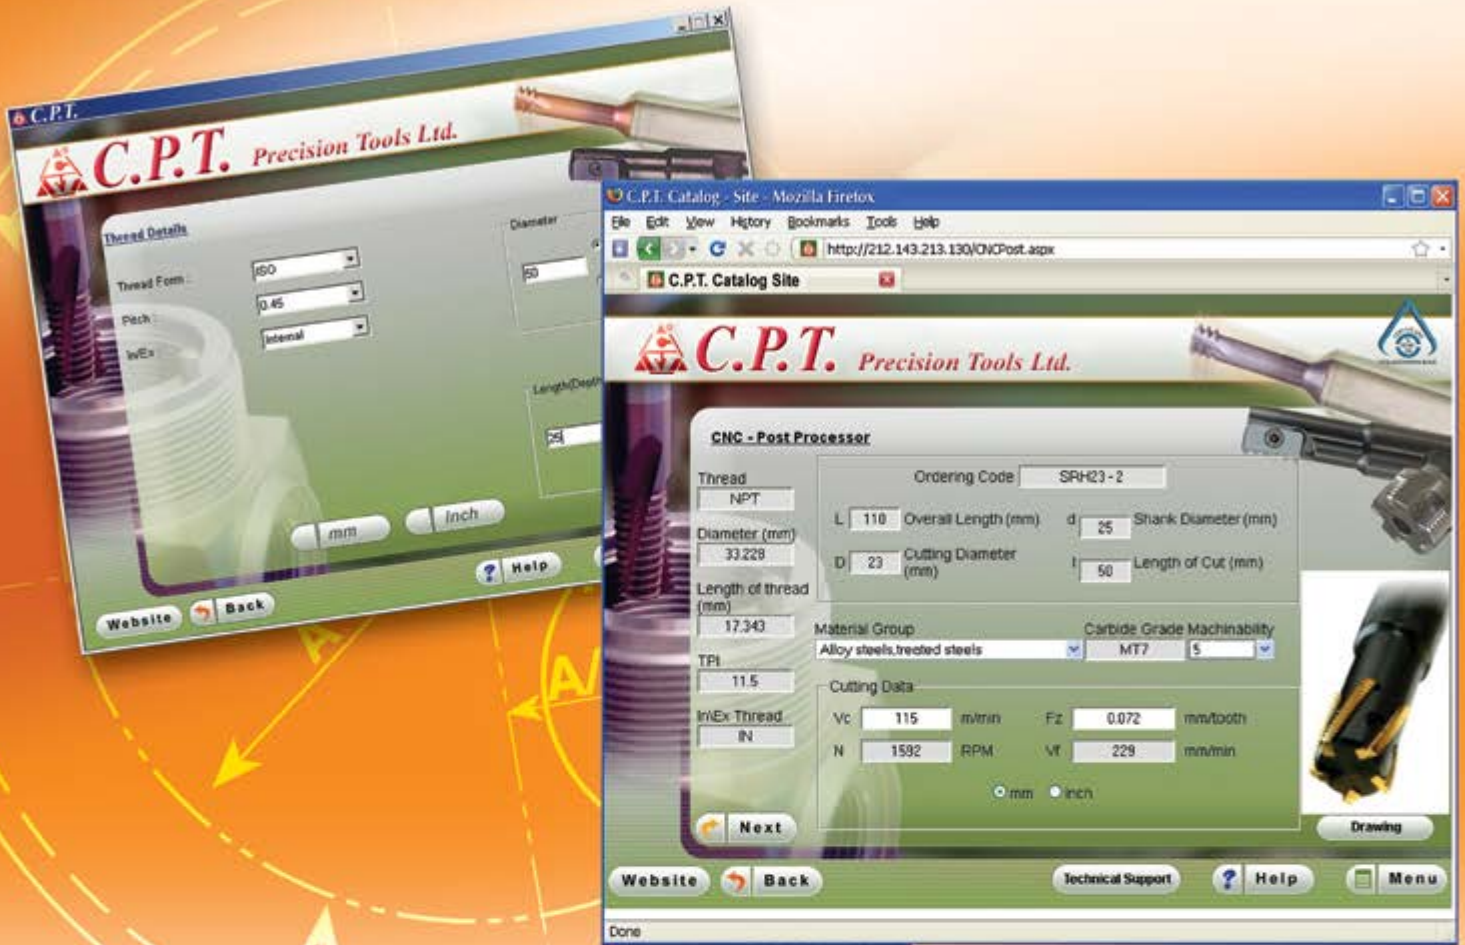 C.P.T.
C.P.T. Precision Tools Ltd.
Thread Details
Thread Form :
ISO
Pitch :
0.45
In/Ex :
Internal
Diameter
50
Length(Depth
25
mm
Inch
Help
Website
Back
A
A/
C.P.T. Catalog - Site - Mozilla Firefox
File Edit View History Bookmarks Tools Help
http://212.143.213.130/CNCPost.aspx
C.P.T. Catalog Site
C.P.T. Precision Tools Ltd.
CNC - Post Processor
Thread
NPT
Diameter (mm)
33.228
Length of thread
(mm)
17.343
TPI
11.5
In\Ex Thread
IN
Next
Ordering Code SRH23-2
L 110 Overall Length (mm) d 25 Shank Diameter (mm)
D 23 Cutting Diameter (mm) l 50 Length of Cut (mm)
Material Group Carbide Grade Machinability
Alloy steels,treated steels MT7 5
Cutting Data
Vc 115 m/min Fz 0.072 mm/tooth
N 1592 RPM Vf 229 mm/min
mm inch
Drawing
Website Back Technical Support ? Help Menu
Done